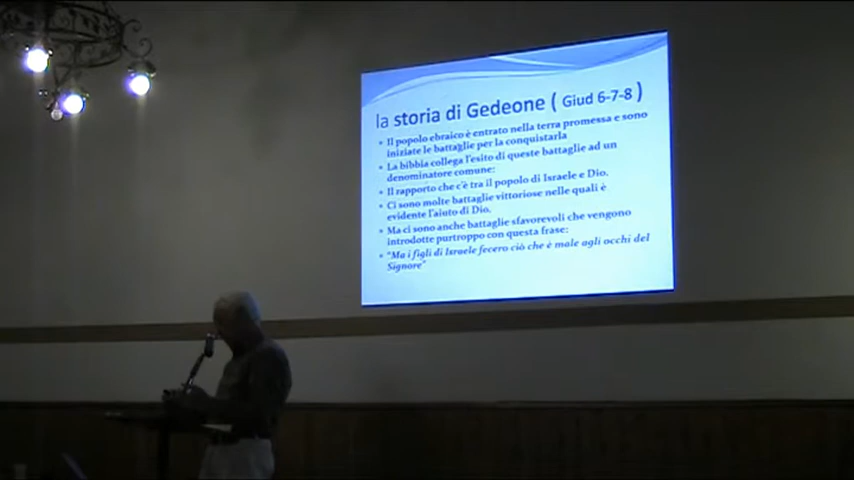 la storia di Gedeone ( Giud 6-7-8 )
• Il popolo ebraico è entrato nella terra promessa e sono
iniziate le battaglie per la conquistarla
• La bibbia collega l'esito di queste battaglie ad un
denominatore comune:
• Il rapporto che c'è tra il popolo di Israele e Dio.
• Ci sono molte battaglie vittoriose nelle quali è
evidente l'aiuto di Dio.
• Ma ci sono anche battaglie sfavorevoli che vengono
introdotte purtroppo con questa frase:
• "Ma i figli di Israele fecero ciò che è male agli occhi del
Signore"